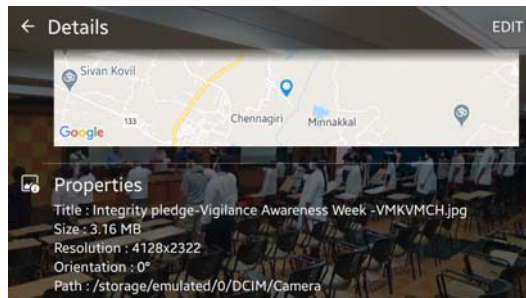 ← Details EDIT
Sivan Kovil
133
Chennagiri
Minnakkal
Google
Properties
Title : Integrity pledge-Vigilance Awareness Week -VMKVMCH.jpg
Size : 3.16 MB
Resolution : 4128x2322
Orientation : 0°
Path : /storage/emulated/0/DCIM/Camera